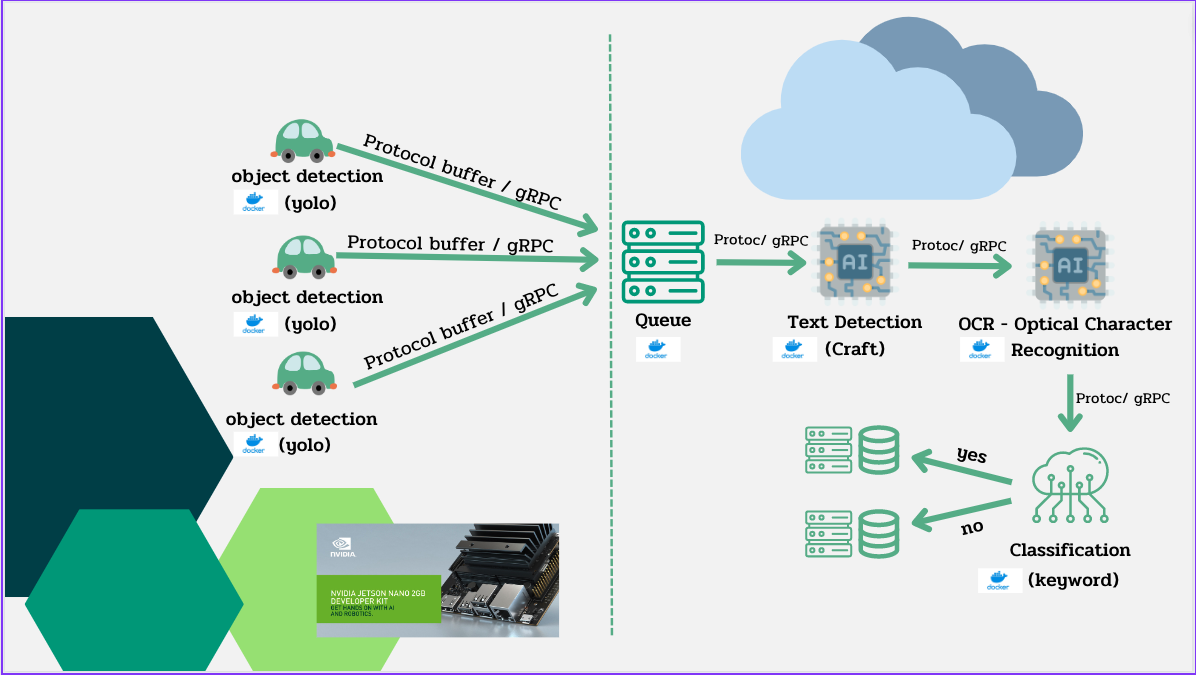 Protocol buffer / gRPC
object detection
docker
(yolo)
Protocol buffer / gRPC
object detection
docker
(yolo)
Protocol buffer / gRPC
object detection
docker
(yolo)
NVIDIA.
NVIDIA JETSON NANO 2GB
DEVELOPER KIT
GET HANDS ON WITH AI
AND ROBOTICS.
Queue
docker
Protoc/ gRPC
AI
Text Detection
docker
(Craft)
Protoc/ gRPC
AI
OCR - Optical Character
docker
Recognition
Protoc/ gRPC
yes
no
Classification
docker
(keyword)